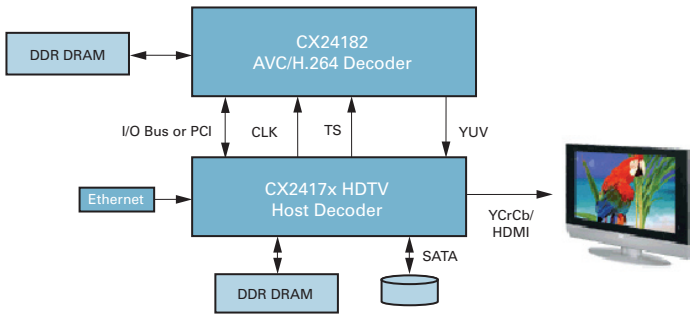 CX24182
AVC/H.264 Decoder
DDR DRAM
I/O Bus or PCI
CLK
TS
YUV
CX2417x HDTV
Host Decoder
Ethernet
YCrCb/
HDMI
SATA
DDR DRAM